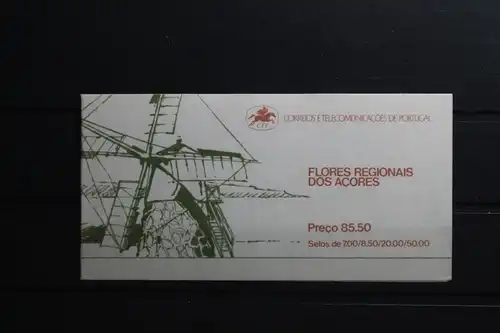 CTT
CORREIOS E TELECOMUNICAÇÕES DE PORTUGAL
FLORES REGIONAIS
DOS AÇORES
Preço 85.50
Selos de 7.00/8.50/20.00/50.00